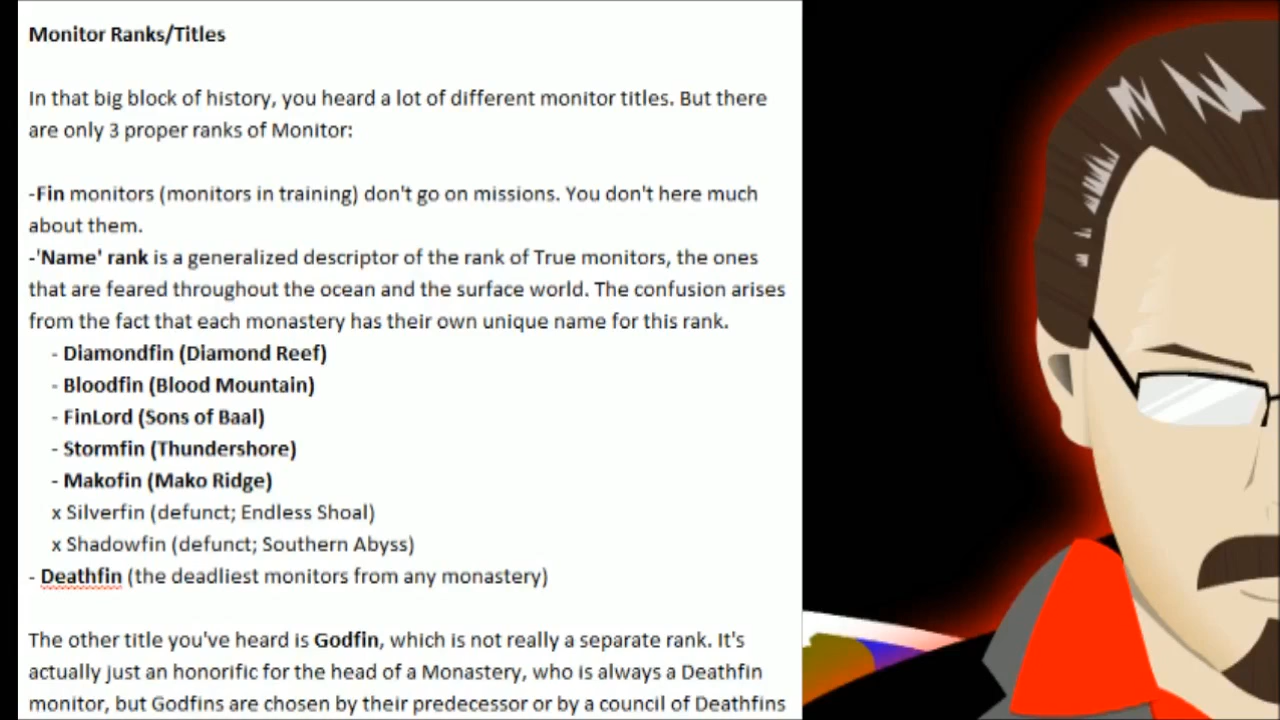 Monitor Ranks/Titles
In that big block of history, you heard a lot of different monitor titles. But there
are only 3 proper ranks of Monitor:
-Fin monitors (monitors in training) don't go on missions. You don't here much
about them.
-'Name' rank is a generalized descriptor of the rank of True monitors, the ones
that are feared throughout the ocean and the surface world. The confusion arises
from the fact that each monastery has their own unique name for this rank.
- Diamondfin (Diamond Reef)
- Bloodfin (Blood Mountain)
- FinLord (Sons of Baal)
- Stormfin (Thundershore)
- Makofin (Mako Ridge)
x Silverfin (defunct; Endless Shoal)
x Shadowfin (defunct; Southern Abyss)
- Deathfin (the deadliest monitors from any monastery)
The other title you've heard is Godfin, which is not really a separate rank. It's
actually just an honorific for the head of a Monastery, who is always a Deathfin
monitor, but Godfins are chosen by their predecessor or by a council of Deathfins